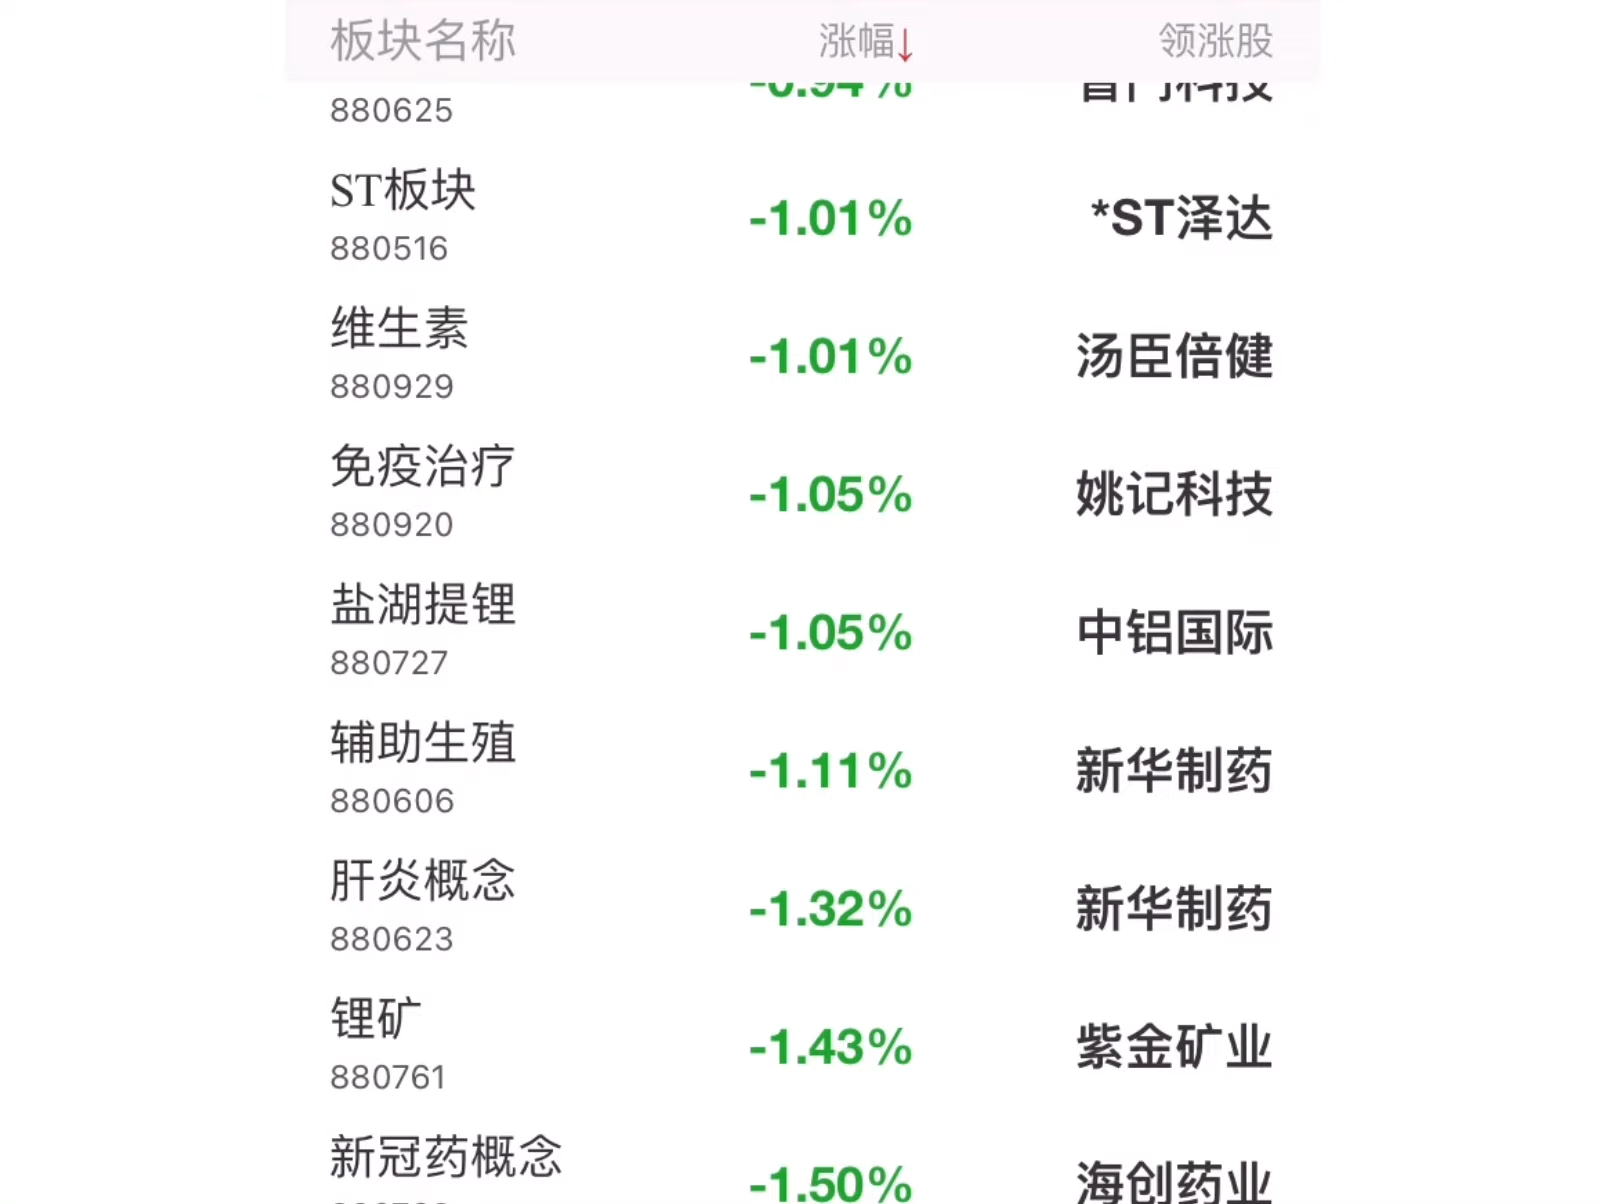 板块名称 涨幅↓ 领涨股
-0.94%
880625
ST板块
-1.01% *ST泽达
880516
维生素
-1.01% 汤臣倍健
880929
免疫治疗
-1.05% 姚记科技
880920
盐湖提锂
-1.05% 中铝国际
880727
辅助生殖
-1.11% 新华制药
880606
肝炎概念
-1.32% 新华制药
880623
锂矿
-1.43% 紫金矿业
880761
新冠药概念
-1.50% 海创药业